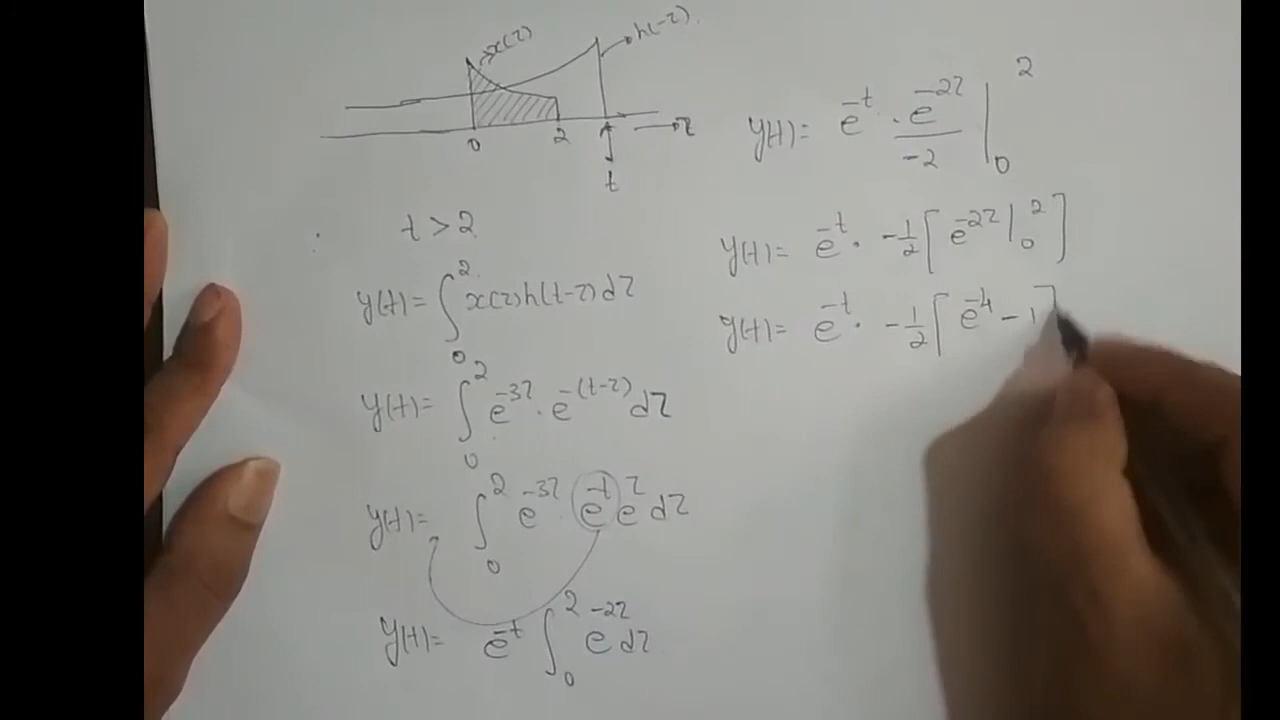 x(τ)
h(-τ)
0 2 τ
t
t > 2
y(t) = ∫₀² x(τ) h(t-τ) dτ
y(t) = ∫₀² e^-3τ · e^-(t-τ) dτ
y(t) = ∫₀² e^-3τ · e^-t e^τ dτ
y(t) = e^-t ∫₀² e^-2τ dτ
y(t) = e^-t · e^-2τ / -2 |₀²
y(t) = e^-t · -1/2 [ e^-2τ |₀² ]
y(t) = e^-t · -1/2 [ e^-4 - 1 ]